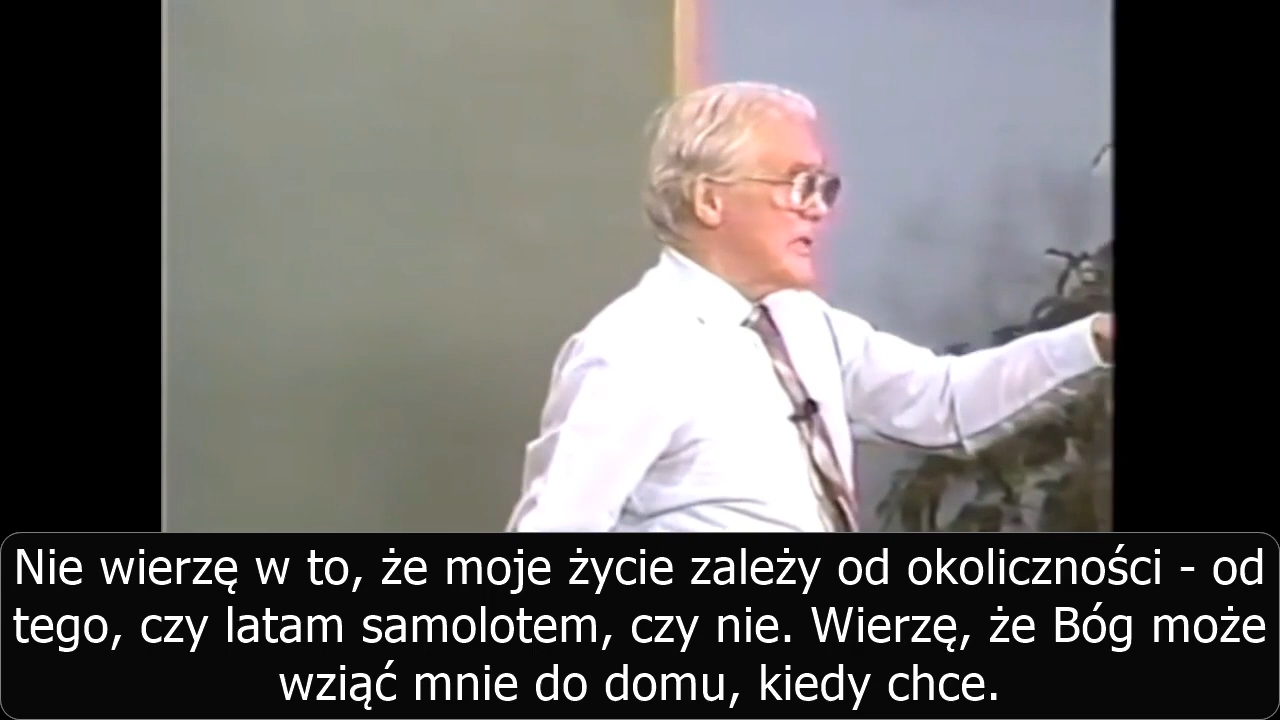 Nie wierzę w to, że moje życie zależy od okoliczności - od
tego, czy latam samolotem, czy nie. Wierzę, że Bóg może
wziąć mnie do domu, kiedy chce.